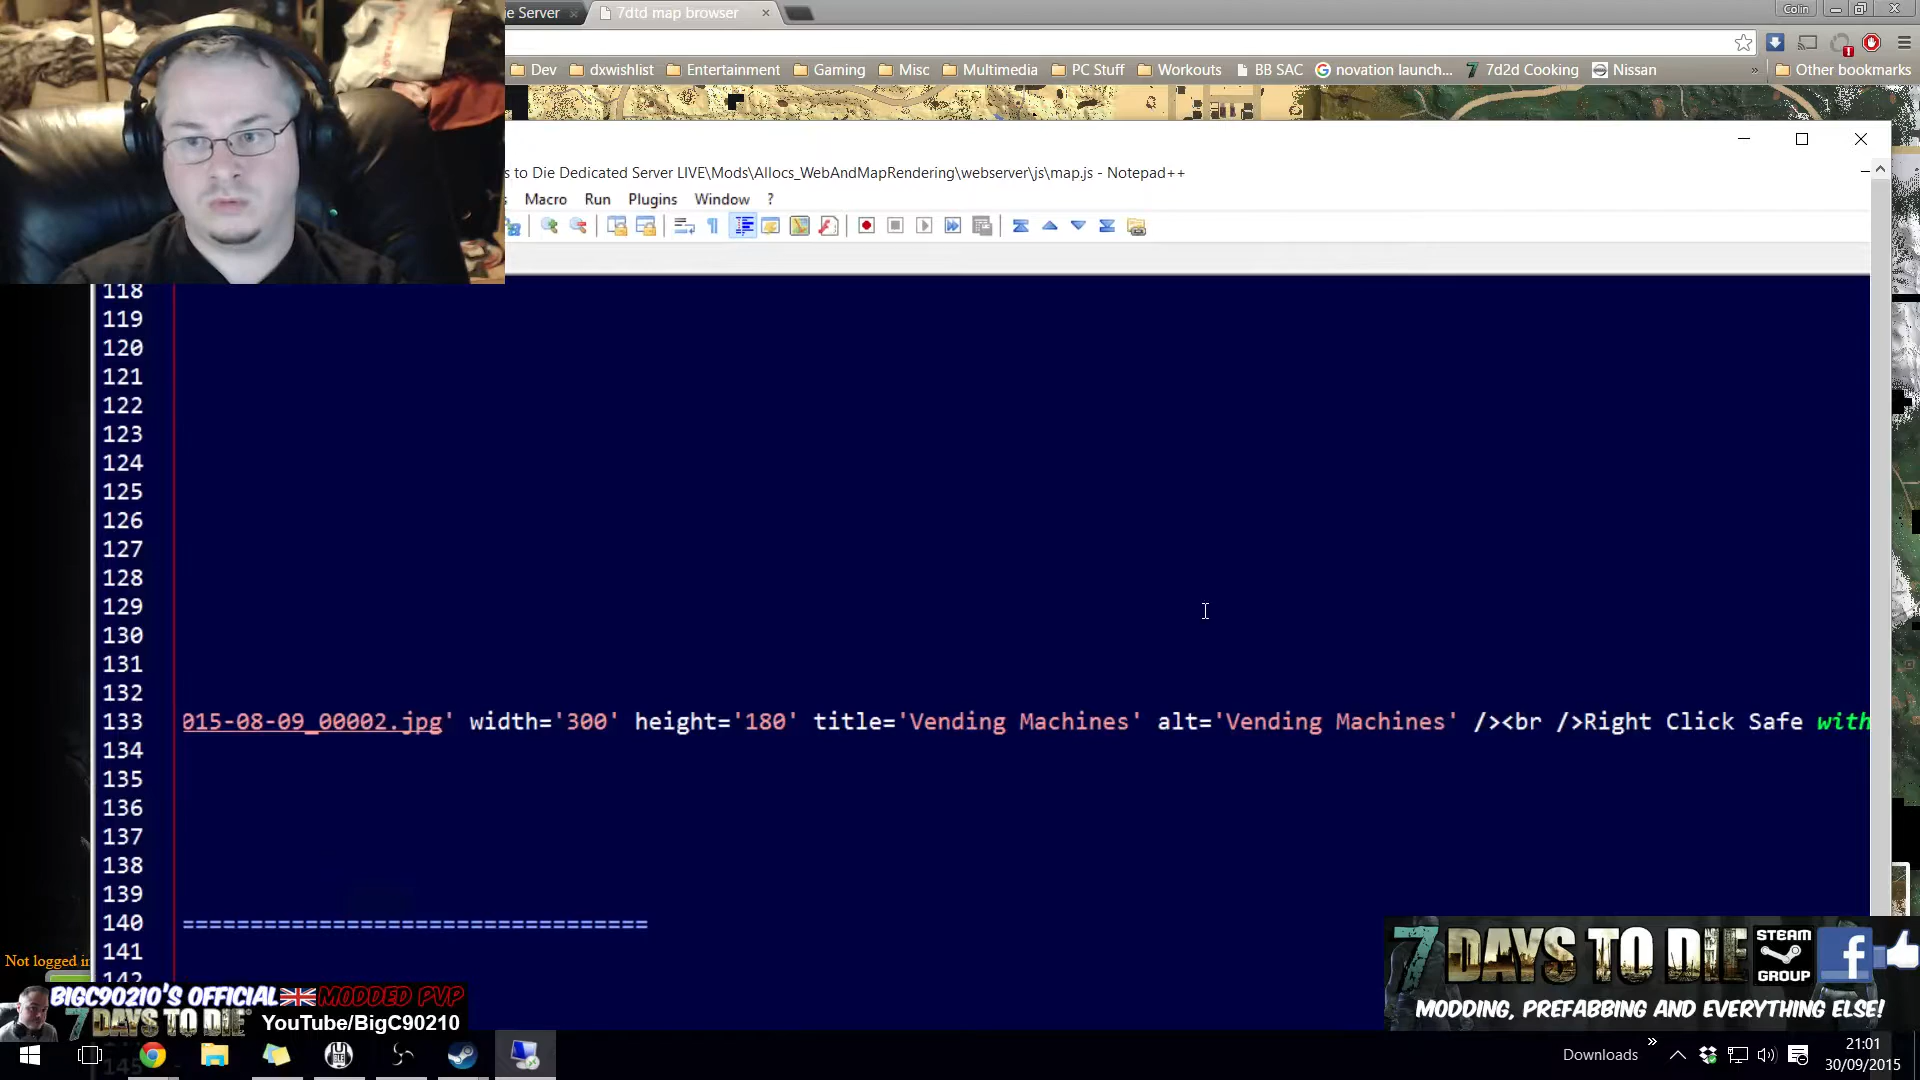 ie Server
7dtd map browser
Colin
Dev
dxwishlist
Entertainment
Gaming
Misc
Multimedia
PC Stuff
Workouts
BB SAC
novation launch...
7d2d Cooking
Nissan
»
Other bookmarks
s to Die Dedicated Server LIVE\Mods\Allocs_WebAndMapRendering\webserver\js\map.js - Notepad++
Macro Run Plugins Window ?
118
119
120
121
122
123
124
125
126
127
128
129
130
131
132
133 015-08-09_00002.jpg' width='300' height='180' title='Vending Machines' alt='Vending Machines' /><br />Right Click Safe with
134
135
136
137
138
139
140 ==================================
141
142
145
Not logged in
BIGC90210'S OFFICIAL MODDED PVP
7 DAYS TO DIE YouTube/BigC90210
7 DAYS TO DIE
STEAM GROUP
f
MODDING, PREFABBING AND EVERYTHING ELSE!
Downloads
»
21:01
30/09/2015